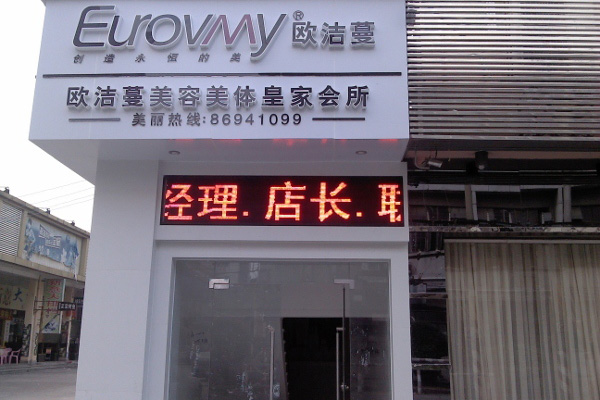 Eurovmy® 欧洁蔓
创造永恒的美
欧洁蔓美容美体皇家会所
美丽热线:86941099
经理.店长.耳